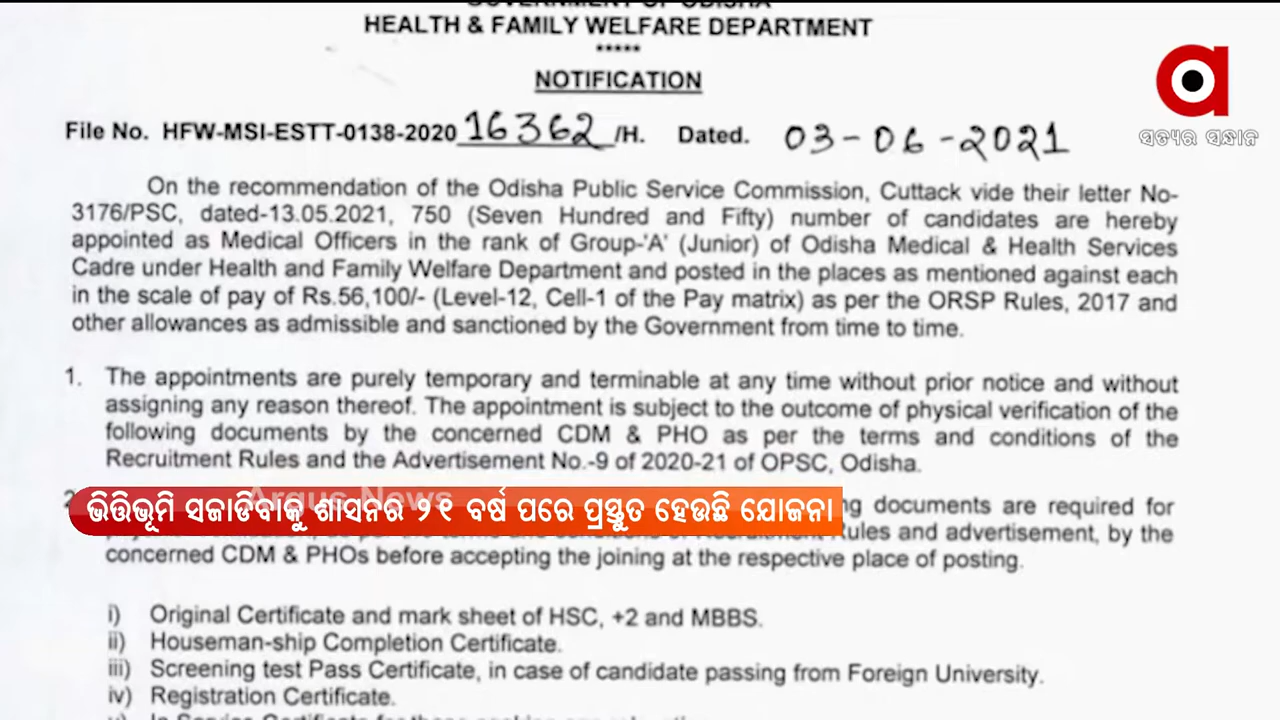 GOVERNMENT OF ODISHA
HEALTH & FAMILY WELFARE DEPARTMENT
*****
NOTIFICATION
File No. HFW-MSI-ESTT-0138-2020 16362 /H. Dated. 03-06-2021
ସତ୍ୟର ସନ୍ଧାନ
On the recommendation of the Odisha Public Service Commission, Cuttack vide their letter No-
3176/PSC, dated-13.05.2021, 750 (Seven Hundred and Fifty) number of candidates are hereby
appointed as Medical Officers in the rank of Group-'A' (Junior) of Odisha Medical & Health Services
Cadre under Health and Family Welfare Department and posted in the places as mentioned against each
in the scale of pay of Rs.56,100/- (Level-12, Cell-1 of the Pay matrix) as per the ORSP Rules, 2017 and
other allowances as admissible and sanctioned by the Government from time to time.
1. The appointments are purely temporary and terminable at any time without prior notice and without
assigning any reason thereof. The appointment is subject to the outcome of physical verification of the
following documents by the concerned CDM & PHO as per the terms and conditions of the
Recruitment Rules and the Advertisement No.-9 of 2020-21 of OPSC, Odisha.
Argus News
ଭିତ୍ତିଭୂମି ସଜାଡିବାକୁ ଶାସନର ୨୧ ବର୍ଷ ପରେ ପ୍ରସ୍ତୁତ ହେଉଛି ଯୋଜନା
documents are required for
Rules and advertisement, by the
concerned CDM & PHOs before accepting the joining at the respective place of posting.
i) Original Certificate and mark sheet of HSC, +2 and MBBS.
ii) Houseman-ship Completion Certificate.
iii) Screening test Pass Certificate, in case of candidate passing from Foreign University.
iv) Registration Certificate.